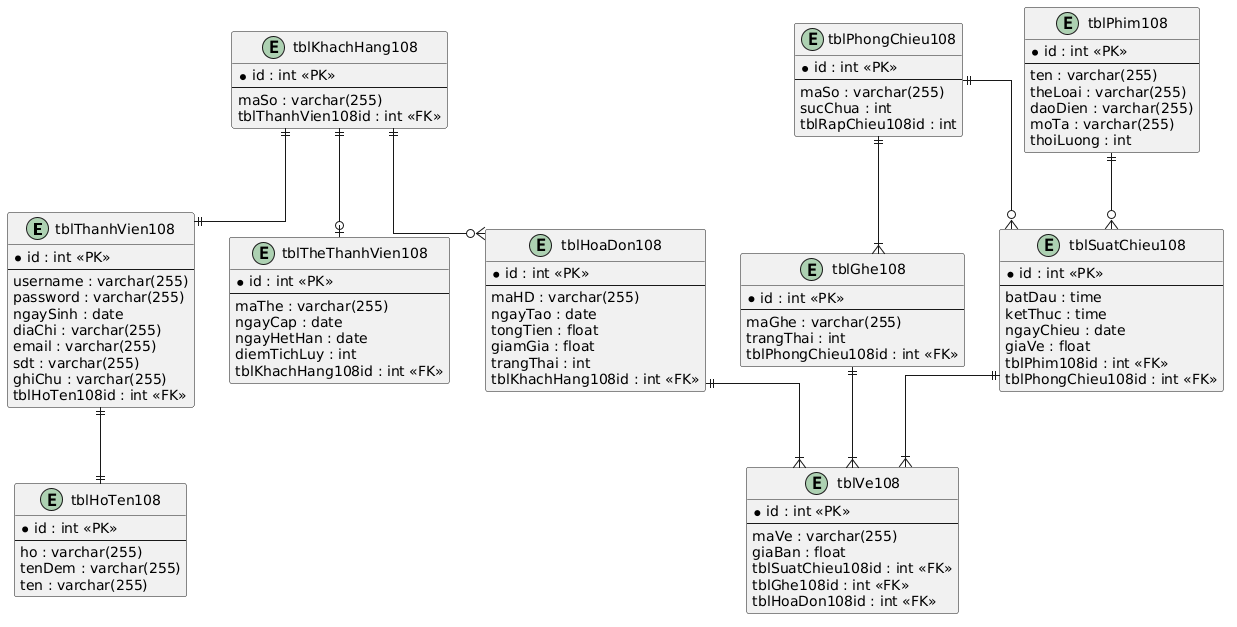 E tblKhachHang108
* id : int «PK»
maSo : varchar(255)
tblThanhVien108id : int «FK»
E tblPhongChieu108
* id : int «PK»
maSo : varchar(255)
sucChua : int
tblRapChieu108id : int
E tblPhim108
* id : int «PK»
ten : varchar(255)
theLoai : varchar(255)
daoDien : varchar(255)
moTa : varchar(255)
thoiLuong : int
E tblThanhVien108
* id : int «PK»
username : varchar(255)
password : varchar(255)
ngaySinh : date
diaChi : varchar(255)
email : varchar(255)
sdt : varchar(255)
ghiChu : varchar(255)
tblHoTen108id : int «FK»
E tblTheThanhVien108
* id : int «PK»
maThe : varchar(255)
ngayCap : date
ngayHetHan : date
diemTichLuy : int
tblKhachHang108id : int «FK»
E tblHoaDon108
* id : int «PK»
maHD : varchar(255)
ngayTao : date
tongTien : float
giamGia : float
trangThai : int
tblKhachHang108id : int «FK»
E tblGhe108
* id : int «PK»
maGhe : varchar(255)
trangThai : int
tblPhongChieu108id : int «FK»
E tblSuatChieu108
* id : int «PK»
batDau : time
ketThuc : time
ngayChieu : date
giaVe : float
tblPhim108id : int «FK»
tblPhongChieu108id : int «FK»
E tblHoTen108
* id : int «PK»
ho : varchar(255)
tenDem : varchar(255)
ten : varchar(255)
E tblVe108
* id : int «PK»
maVe : varchar(255)
giaBan : float
tblSuatChieu108id : int «FK»
tblGhe108id : int «FK»
tblHoaDon108id : int «FK»